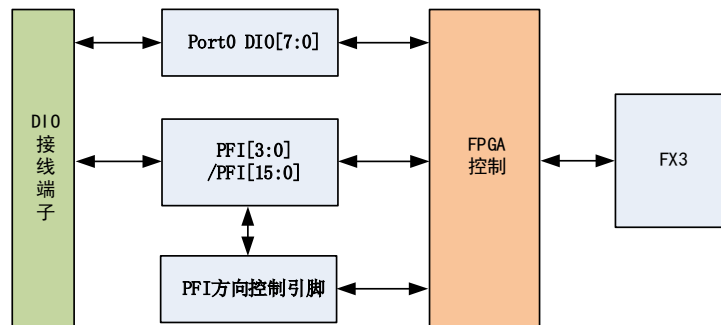 Port0 DIO[7:0]
DIO
接
线
端
子
PFI[3:0]
/PFI[15:0]
PFI方向控制引脚
FPGA
控制
FX3